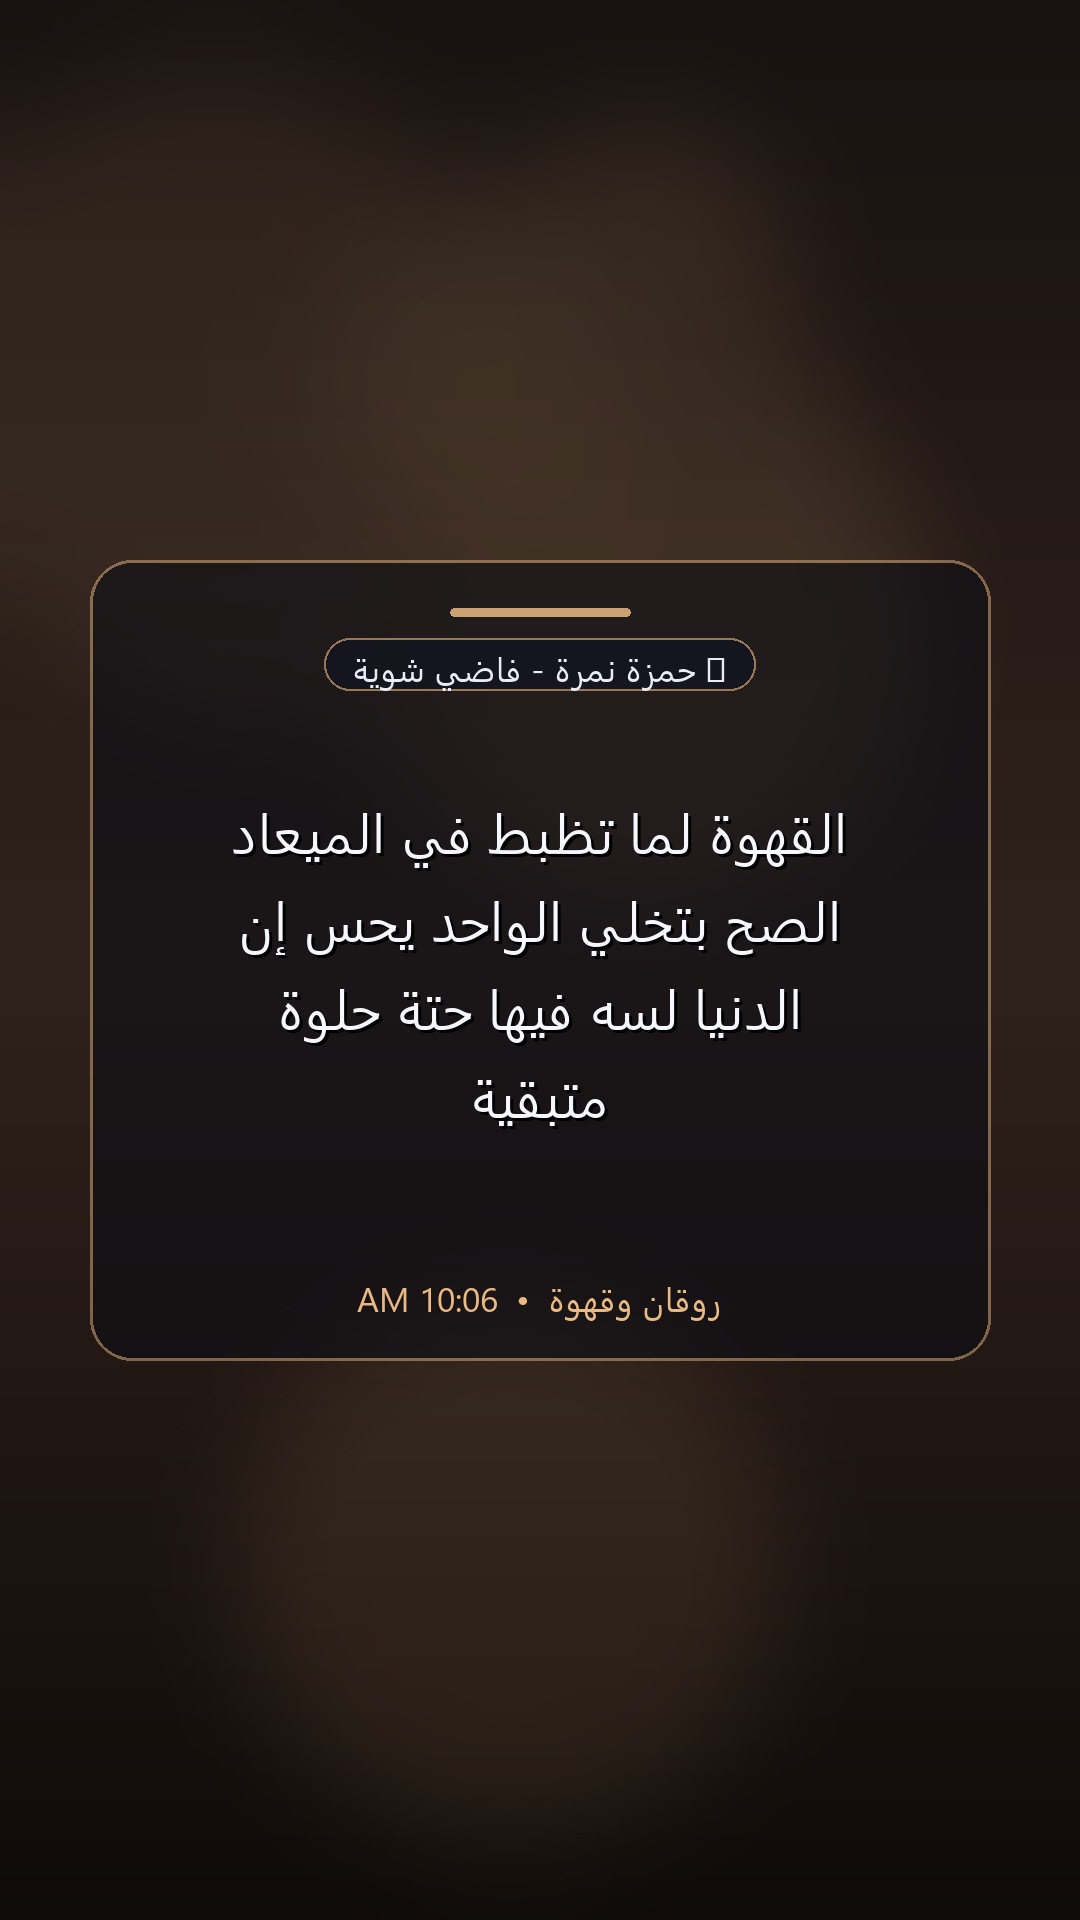 حمزة نمرة - فاضي شوية
القهوة لما تظبط في الميعاد
الصح بتخلي الواحد يحس إن
الدنيا لسه فيها حتة حلوة
متبقية
روقان وقهوة • 10:06 AM